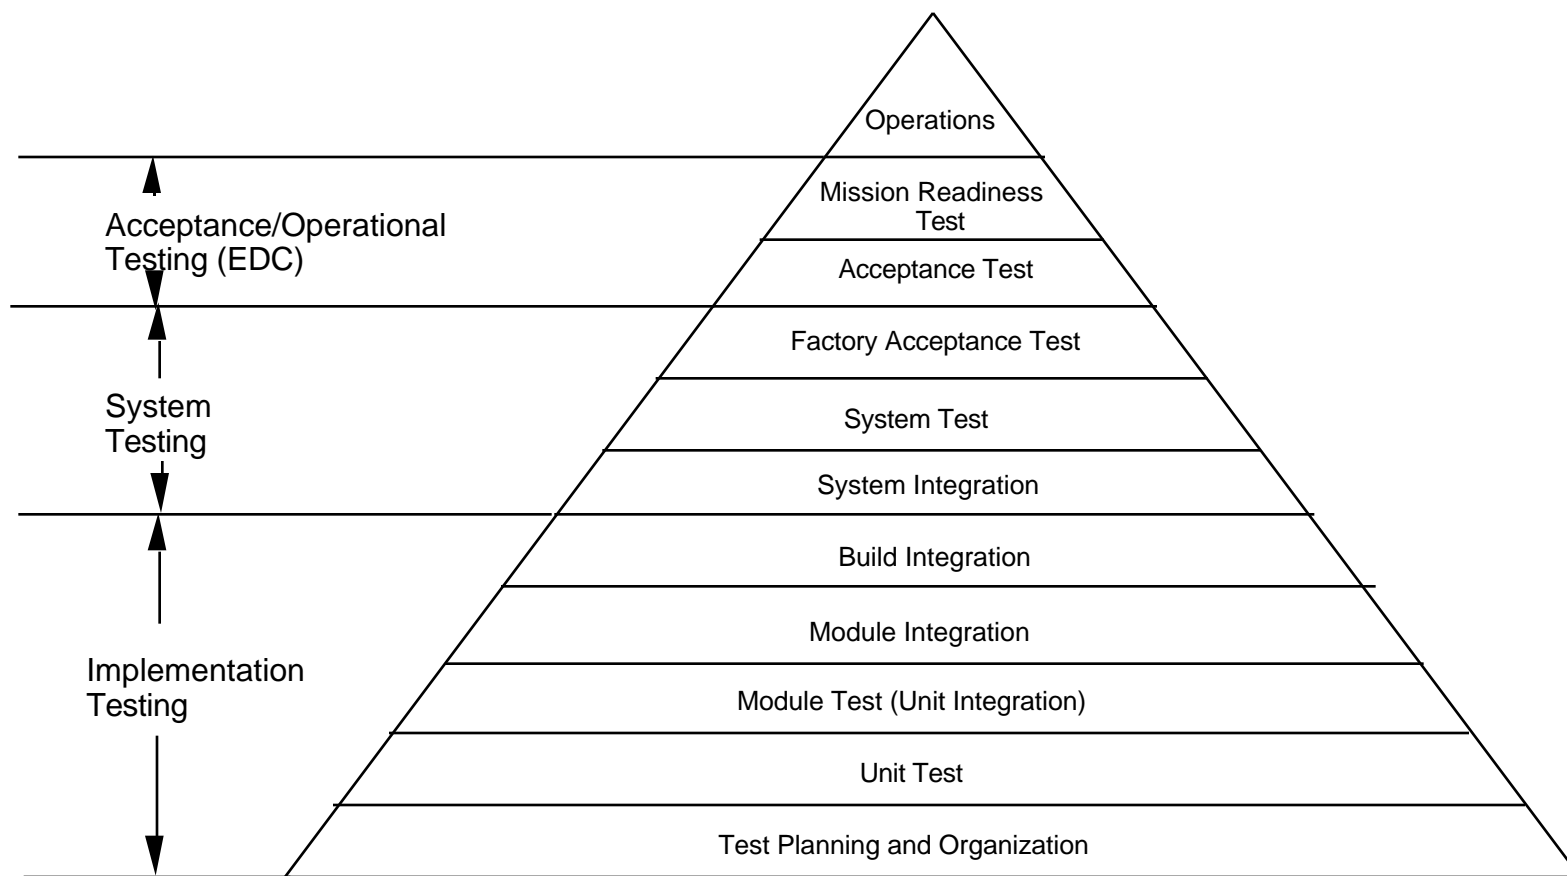 Operations
Mission Readiness
Test
Acceptance/Operational
Testing (EDC)
Acceptance Test
Factory Acceptance Test
System
Testing
System Test
System Integration
Build Integration
Module Integration
Implementation
Testing
Module Test (Unit Integration)
Unit Test
Test Planning and Organization